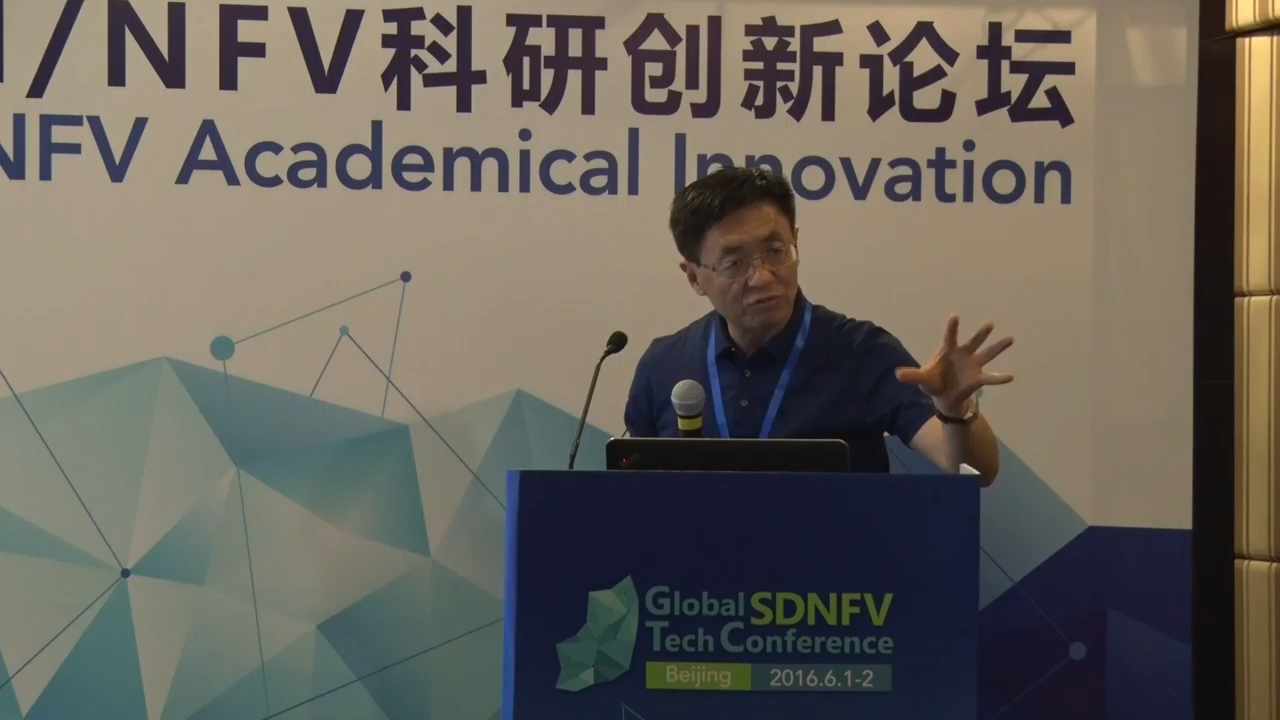 /NFV科研创新论坛
NFV Academical Innovation
Global SDNFV
Tech Conference
Beijing 2016.6.1-2